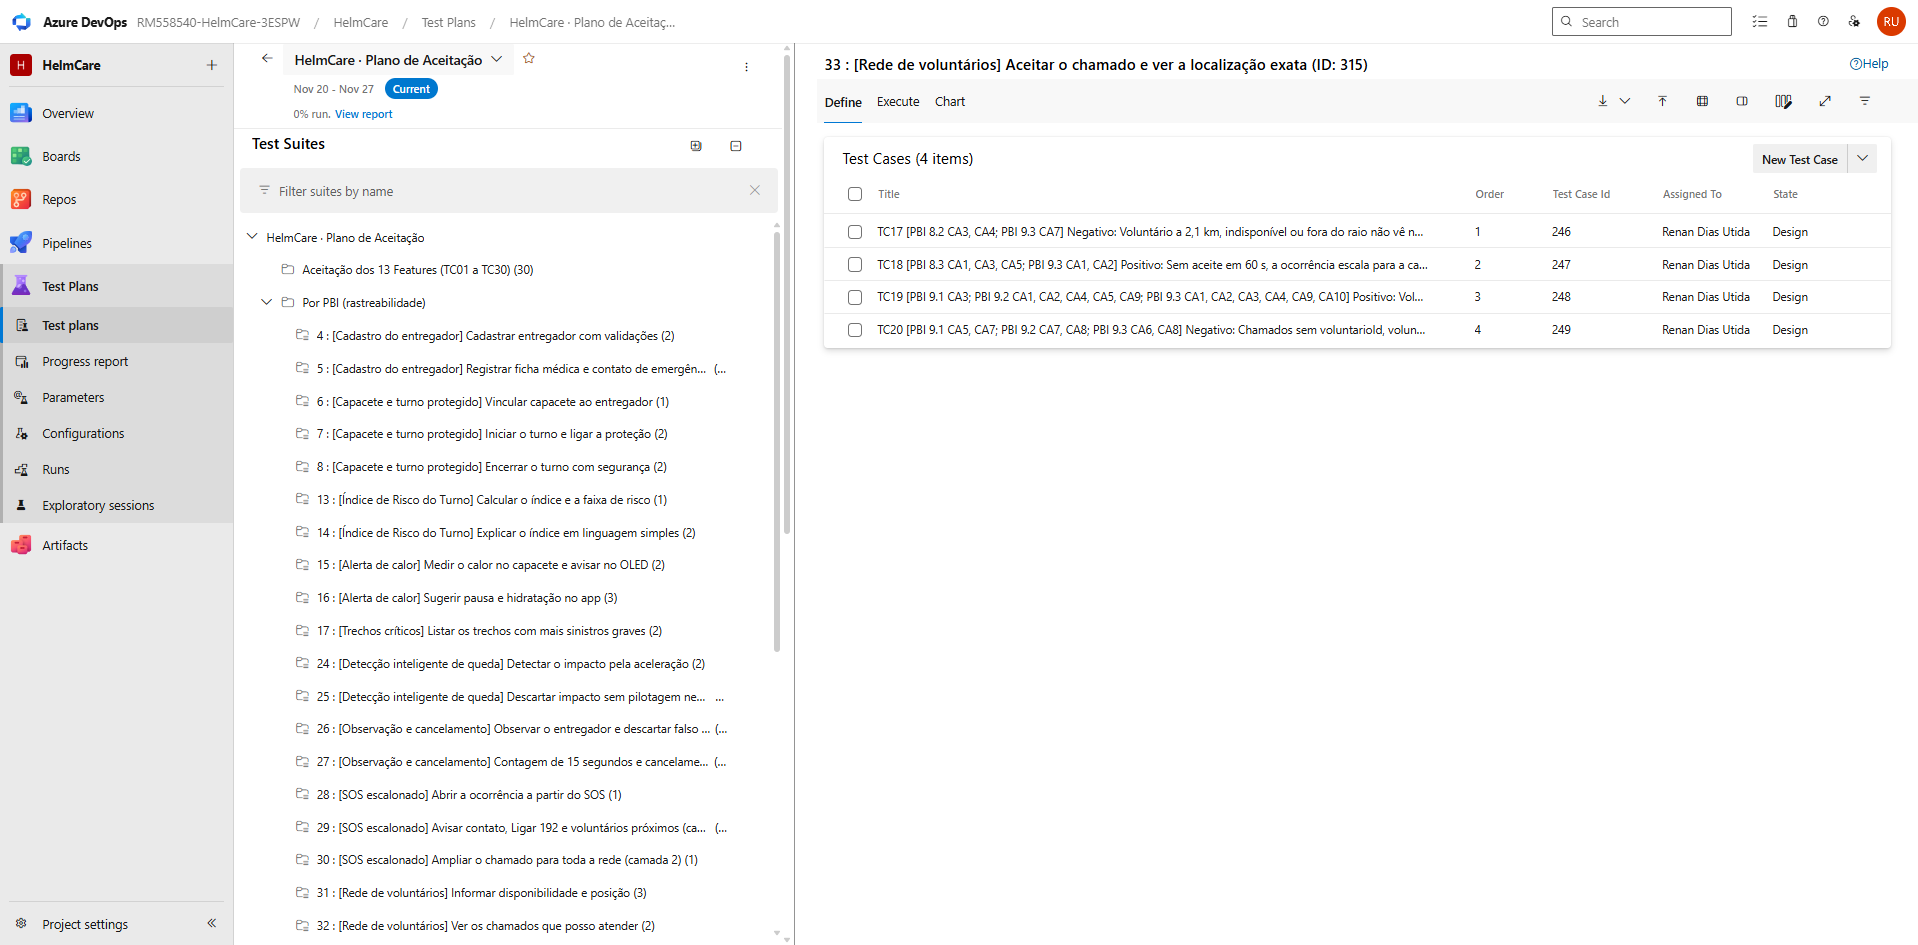 Azure DevOps RM558540-HelmCare-3ESPW / HelmCare / Test Plans / HelmCare · Plano de Aceitaç...
Search
RU
H HelmCare
Overview
Boards
Repos
Pipelines
Test Plans
Test plans
Progress report
Parameters
Configurations
Runs
Exploratory sessions
Artifacts
Project settings
HelmCare · Plano de Aceitação
Nov 20 - Nov 27 Current
0% run. View report
Test Suites
Filter suites by name
HelmCare · Plano de Aceitação
Aceitação dos 13 Features (TC01 a TC30) (30)
Por PBI (rastreabilidade)
4 : [Cadastro do entregador] Cadastrar entregador com validações (2)
5 : [Cadastro do entregador] Registrar ficha médica e contato de emergên... (...
6 : [Capacete e turno protegido] Vincular capacete ao entregador (1)
7 : [Capacete e turno protegido] Iniciar o turno e ligar a proteção (2)
8 : [Capacete e turno protegido] Encerrar o turno com segurança (2)
13 : [Índice de Risco do Turno] Calcular o índice e a faixa de risco (1)
14 : [Índice de Risco do Turno] Explicar o índice em linguagem simples (2)
15 : [Alerta de calor] Medir o calor no capacete e avisar no OLED (2)
16 : [Alerta de calor] Sugerir pausa e hidratação no app (3)
17 : [Trechos críticos] Listar os trechos com mais sinistros graves (2)
24 : [Detecção inteligente de queda] Detectar o impacto pela aceleração (2)
25 : [Detecção inteligente de queda] Descartar impacto sem pilotagem ne... ...
26 : [Observação e cancelamento] Observar o entregador e descartar falso ... (...
27 : [Observação e cancelamento] Contagem de 15 segundos e cancelame... (...
28 : [SOS escalonado] Abrir a ocorrência a partir do SOS (1)
29 : [SOS escalonado] Avisar contato, Ligar 192 e voluntários próximos (ca... (...
30 : [SOS escalonado] Ampliar o chamado para toda a rede (camada 2) (1)
31 : [Rede de voluntários] Informar disponibilidade e posição (3)
32 : [Rede de voluntários] Ver os chamados que posso atender (2)
33 : [Rede de voluntários] Aceitar o chamado e ver a localização exata (ID: 315)
Help
Define Execute Chart
Test Cases (4 items)
New Test Case
Title Order Test Case Id Assigned To State
TC17 [PBI 8.2 CA3, CA4; PBI 9.3 CA7] Negativo: Voluntário a 2,1 km, indisponível ou fora do raio não vê n... 1 246 Renan Dias Utida Design
TC18 [PBI 8.3 CA1, CA3, CA5; PBI 9.3 CA1, CA2] Positivo: Sem aceite em 60 s, a ocorrência escala para a ca... 2 247 Renan Dias Utida Design
TC19 [PBI 9.1 CA3; PBI 9.2 CA1, CA2, CA4, CA5, CA9; PBI 9.3 CA1, CA2, CA3, CA4, CA9, CA10] Positivo: Vol... 3 248 Renan Dias Utida Design
TC20 [PBI 9.1 CA5, CA7; PBI 9.2 CA7, CA8; PBI 9.3 CA6, CA8] Negativo: Chamados sem voluntarioId, volun... 4 249 Renan Dias Utida Design